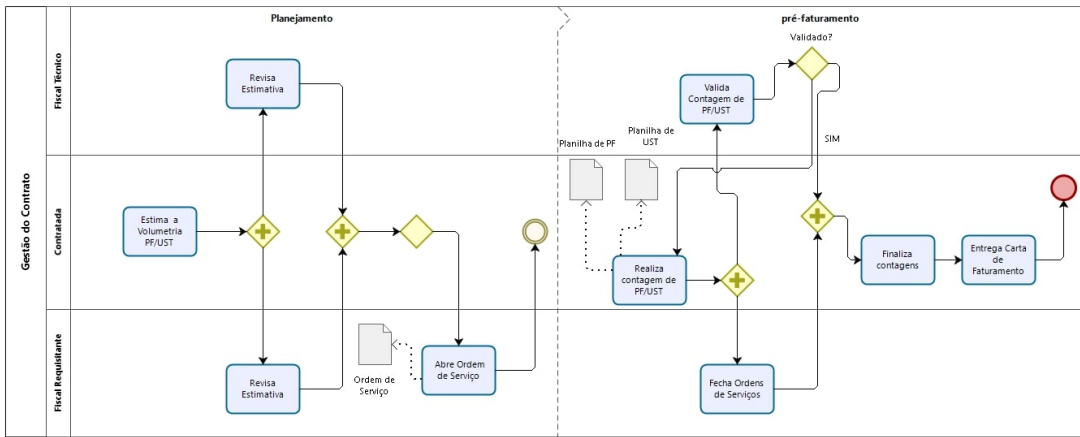 Planejamento
pré-faturamento
Gestão do Contrato
Fiscal Técnico
Contratada
Fiscal Requisitante
Revisa
Estimativa
Estima a
Volumetria
PF/UST
Revisa
Estimativa
Ordem de
Serviço
Abre Ordem
de Serviço
Validado?
Valida
Contagem de
PF/UST
SIM
Planilha de PF
Planilha de
UST
Realiza
contagem de
PF/UST
Fecha Ordens
de Serviços
Finaliza
contagens
Entrega Carta
de
Faturamento